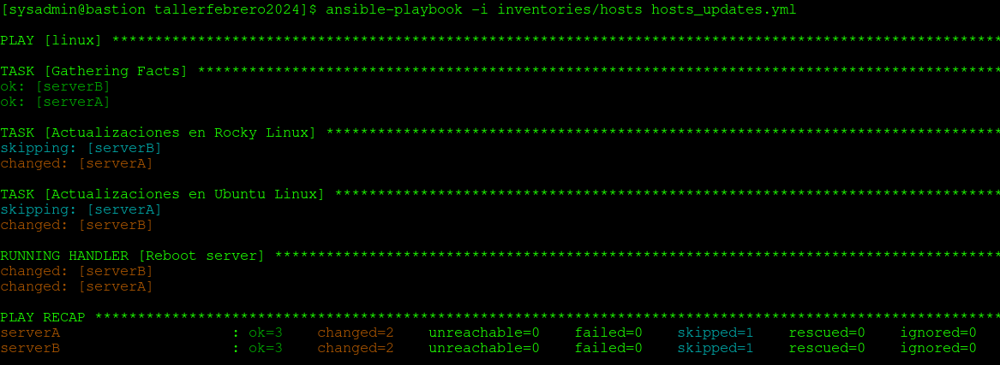 [sysadmin@bastion tallerfebrero2024]$ ansible-playbook -i inventories/hosts hosts_updates.yml
PLAY [linux] ********************************************************************************************************
TASK [Gathering Facts] **********************************************************************************************
ok: [serverB]
ok: [serverA]
TASK [Actualizaciones en Rocky Linux] *******************************************************************************
skipping: [serverB]
changed: [serverA]
TASK [Actualizaciones en Ubuntu Linux] ******************************************************************************
skipping: [serverA]
changed: [serverB]
RUNNING HANDLER [Reboot server] *************************************************************************************
changed: [serverB]
changed: [serverA]
PLAY RECAP **********************************************************************************************************
serverA                    : ok=3    changed=2    unreachable=0    failed=0    skipped=1    rescued=0    ignored=0
serverB                    : ok=3    changed=2    unreachable=0    failed=0    skipped=1    rescued=0    ignored=0